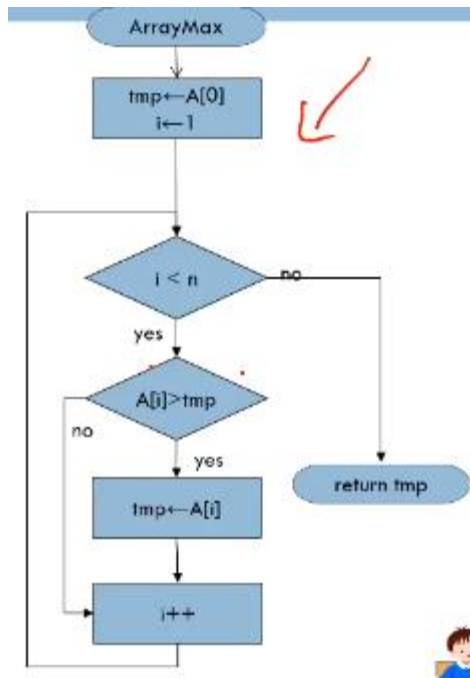 ArrayMax
tmp←A[0]
i←1
i < n
no
yes
A[i]>tmp
no
yes
tmp←A[i]
return tmp
i++